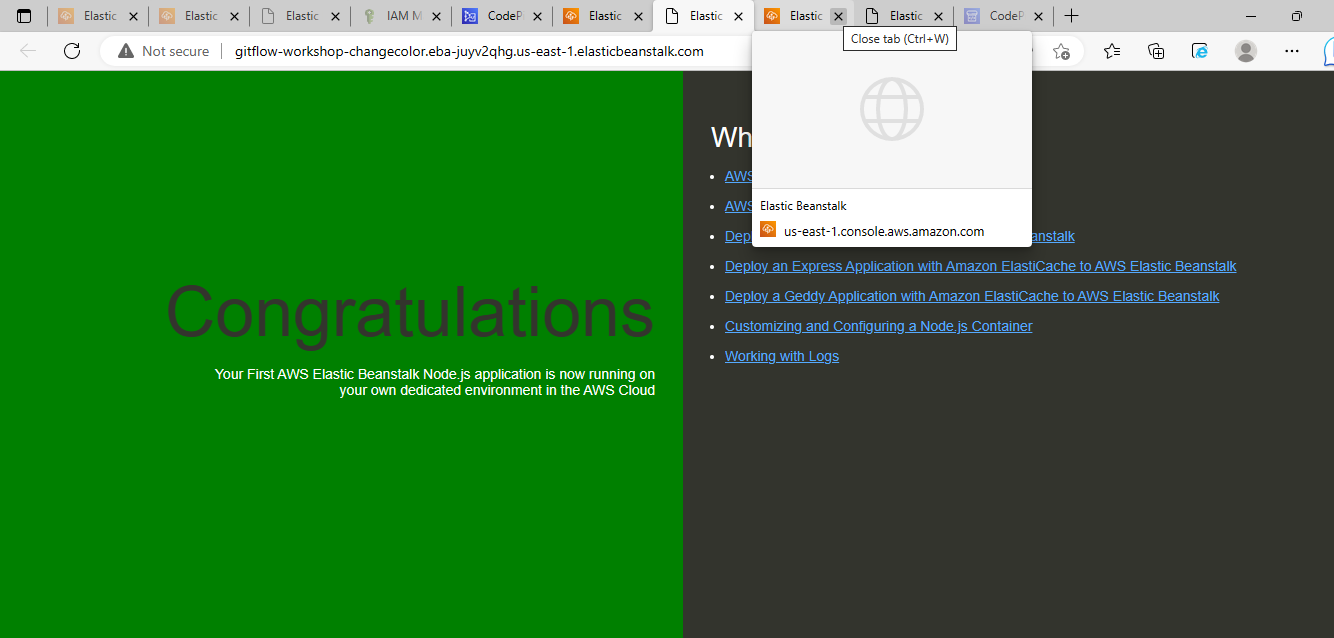 Elastic
Elastic
Elastic
IAM M
CodeP
Elastic
Elastic
Elastic
Elastic
CodeP
Close tab (Ctrl+W)
Not secure
gitflow-workshop-changecolor.eba-juyv2qhg.us-east-1.elasticbeanstalk.com
Elastic Beanstalk
us-east-1.console.aws.amazon.com
Congratulations
Your First AWS Elastic Beanstalk Node.js application is now running on
your own dedicated environment in the AWS Cloud
Wh
AWS
AWS
Dep anstalk
Deploy an Express Application with Amazon ElastiCache to AWS Elastic Beanstalk
Deploy a Geddy Application with Amazon ElastiCache to AWS Elastic Beanstalk
Customizing and Configuring a Node.js Container
Working with Logs